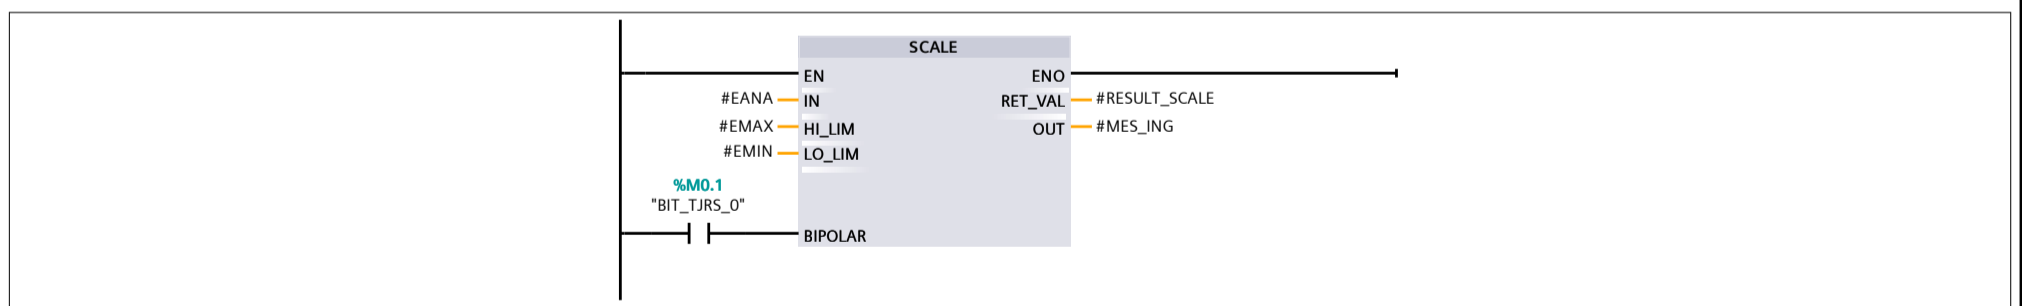 SCALE
EN ENO
#EANA IN RET_VAL #RESULT_SCALE
#EMAX HI_LIM OUT #MES_ING
#EMIN LO_LIM
%M0.1
"BIT_TJRS_0"
BIPOLAR